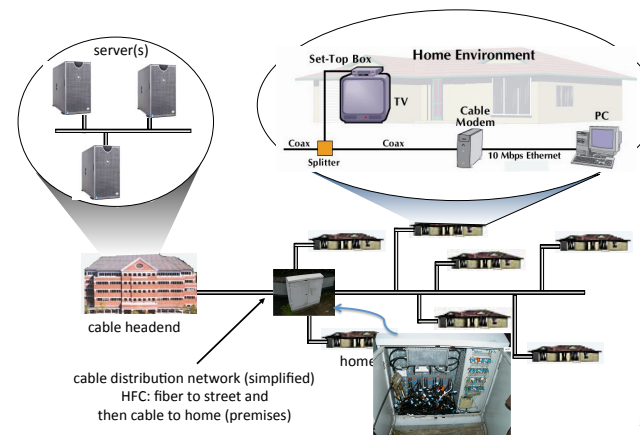 server(s)
Home Environment
Set-Top Box
TV
Cable
Modem
PC
Coax
Coax
Splitter
10 Mbps Ethernet
cable headend
home
cable distribution network (simplified)
HFC: fiber to street and
then cable to home (premises)